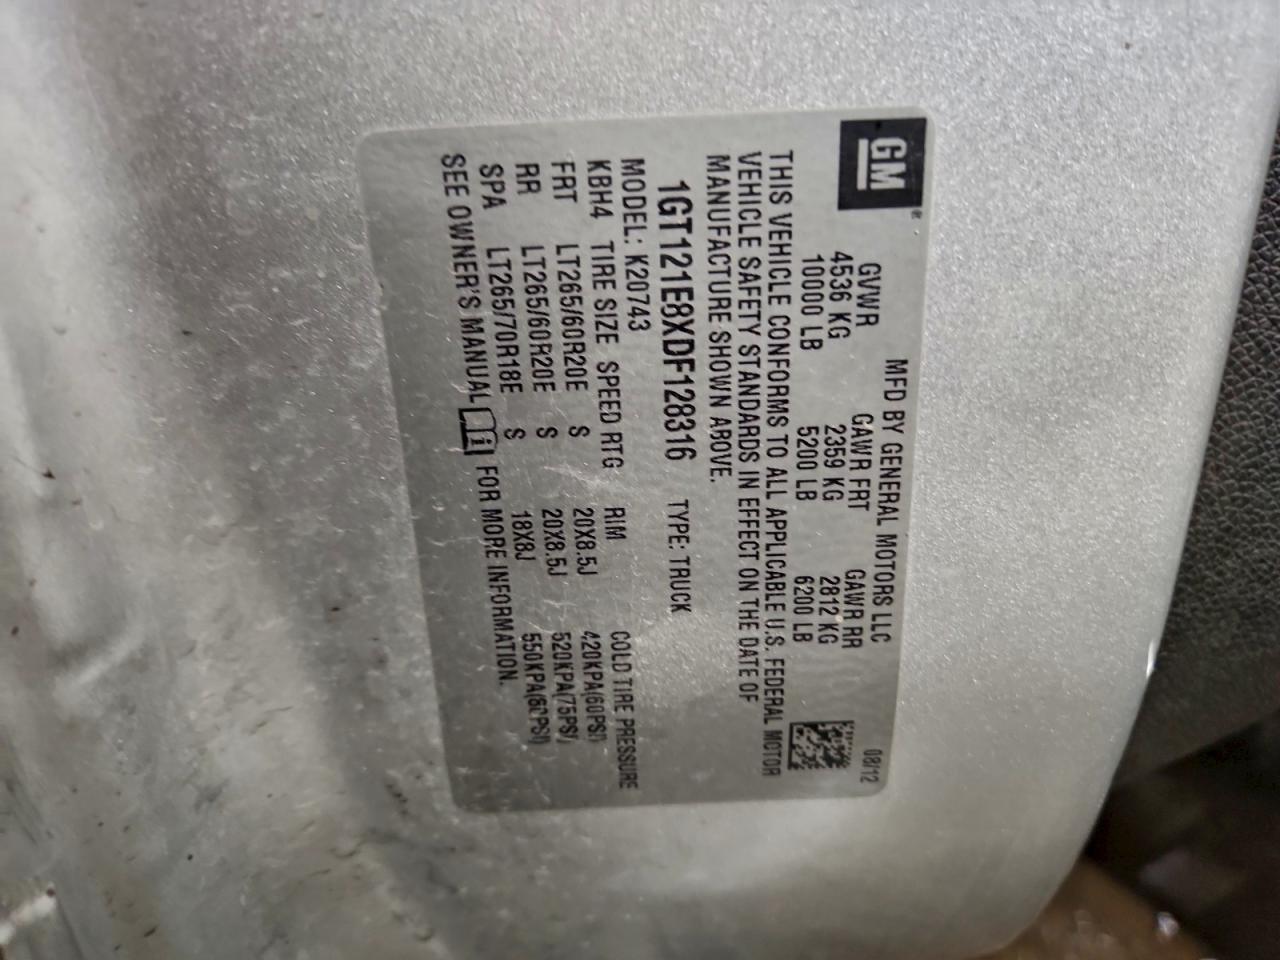 GM®
MFD BY GENERAL MOTORS LLC 08/12
GVWR GAWR FRT GAWR RR
4536 KG 2359 KG 2812 KG
10000 LB 5200 LB 6200 LB
THIS VEHICLE CONFORMS TO ALL APPLICABLE U.S. FEDERAL MOTOR
VEHICLE SAFETY STANDARDS IN EFFECT ON THE DATE OF
MANUFACTURE SHOWN ABOVE.
1GT121E8XDF128316 TYPE: TRUCK
MODEL: K20743
KBH4 TIRE SIZE SPEED RTG RIM COLD TIRE PRESSURE
FRT LT265/60R20E S 20X8.5J 420KPA(60PSI)
RR LT265/60R20E S 20X8.5J 520KPA(75PSI)
SPA LT265/70R18E S 18X8J 550KPA(80PSI)
SEE OWNER'S MANUAL i FOR MORE INFORMATION.